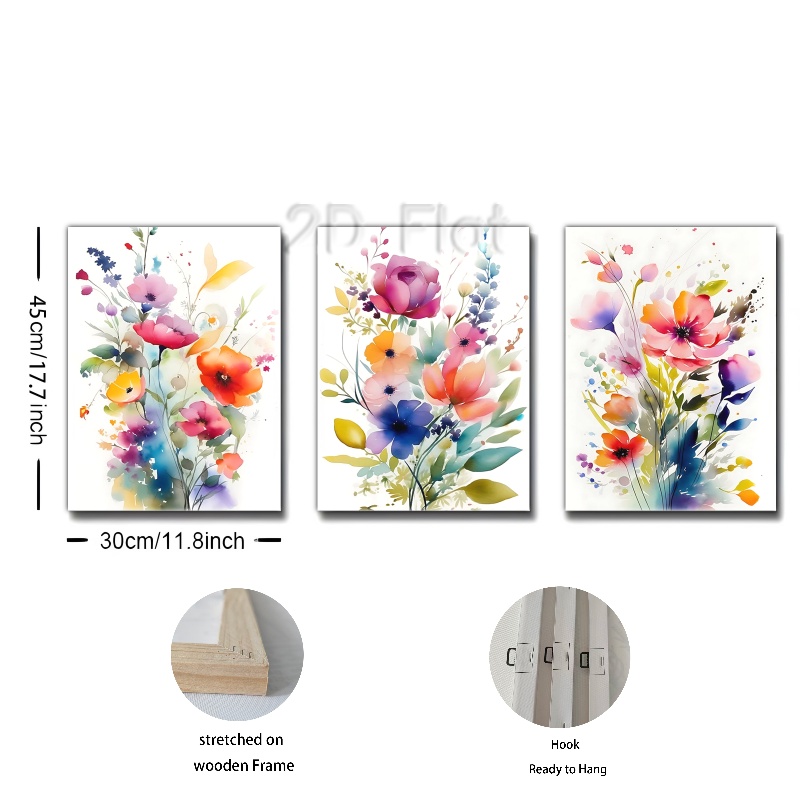 2D Flat
45cm/17.7inch
30cm/11.8inch
stretched on
wooden Frame
Hook
Ready to Hang